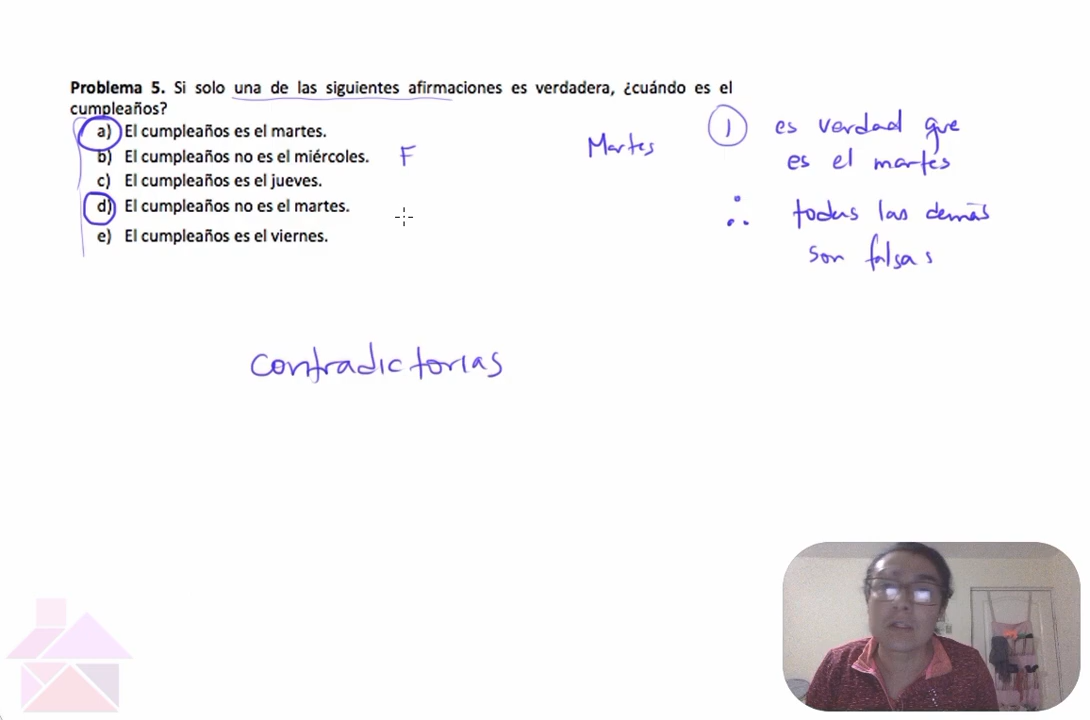 Problema 5. Si solo una de las siguientes afirmaciones es verdadera, ¿cuándo es el
cumpleaños?
a) El cumpleaños es el martes.
b) El cumpleaños no es el miércoles. F
c) El cumpleaños es el jueves.
d) El cumpleaños no es el martes.
e) El cumpleaños es el viernes.
Martes
1 es verdad que
es el martes
∴ todas las demás
son falsas
contradictorias